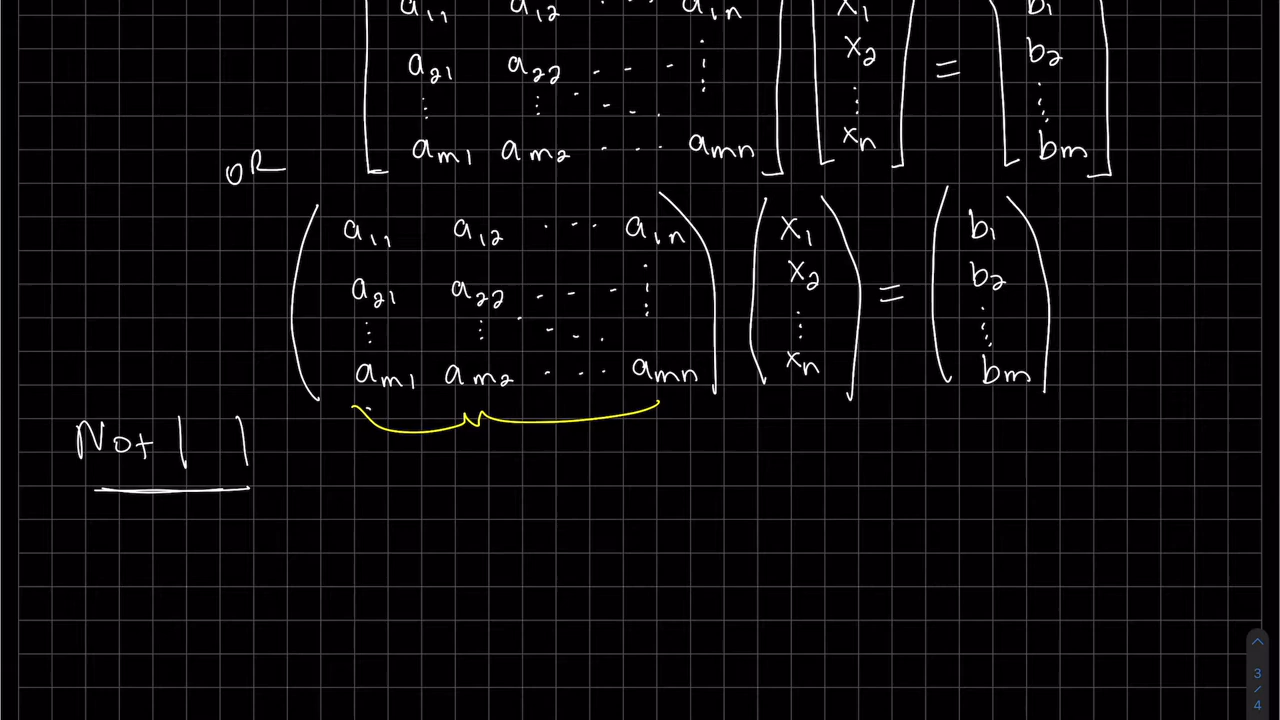 a₁₁ a₁₂ ... a₁ₙ x₁ b₁
a₂₁ a₂₂ - - - ⋮ x₂ = b₂
⋮ ⋮ ⋱ ⋮ ⋮
aₘ₁ aₘ₂ ... aₘₙ xₙ bₘ
OR
( a₁₁ a₁₂ ... a₁ₙ ) ( x₁ ) ( b₁ )
a₂₁ a₂₂ - - - ⋮ x₂ = b₂
⋮ ⋮ ⋱ ⋮ ⋮
aₘ₁ aₘ₂ ... aₘₙ xₙ bₘ
Not | |
3
/
4